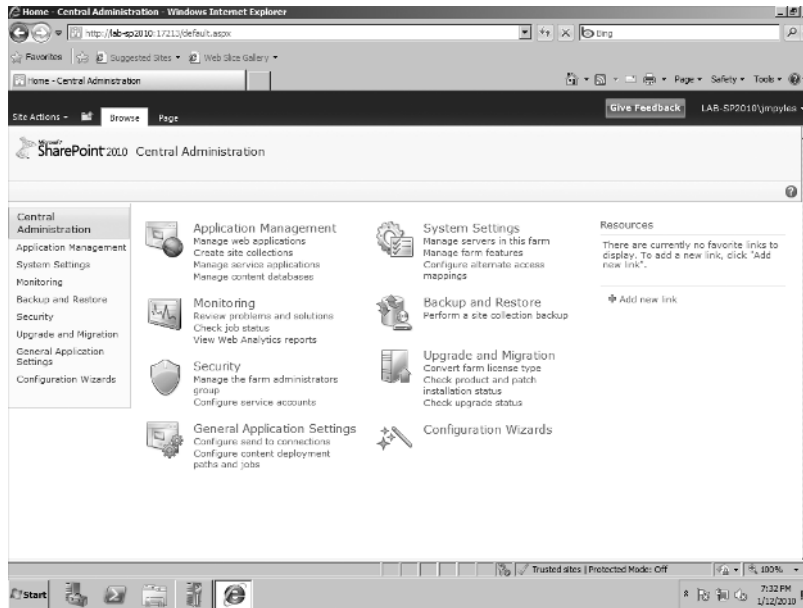 Home - Central Administration - Windows Internet Explorer
http://lab-sp2010:17213/default.aspx
Bing
Favorites Suggested Sites Web Slice Gallery
Home - Central Administration
Page Safety Tools
Site Actions Browse Page
Give Feedback LAB-SP2010\jmpyles
Microsoft
SharePoint 2010 Central Administration
Central
Administration
Application Management
System Settings
Monitoring
Backup and Restore
Security
Upgrade and Migration
General Application
Settings
Configuration Wizards
Application Management
Manage web applications
Create site collections
Manage service applications
Manage content databases
Monitoring
Review problems and solutions
Check job status
View Web Analytics reports
Security
Manage the farm administrators
group
Configure service accounts
General Application Settings
Configure send to connections
Configure content deployment
paths and jobs
System Settings
Manage servers in this farm
Manage farm features
Configure alternate access
mappings
Backup and Restore
Perform a site collection backup
Upgrade and Migration
Convert farm license type
Check product and patch
installation status
Check upgrade status
Configuration Wizards
Resources
There are currently no favorite links to
display. To add a new link, click "Add
new link".
Add new link
Trusted sites | Protected Mode: Off
100%
Start
7:32 PM
1/12/2010